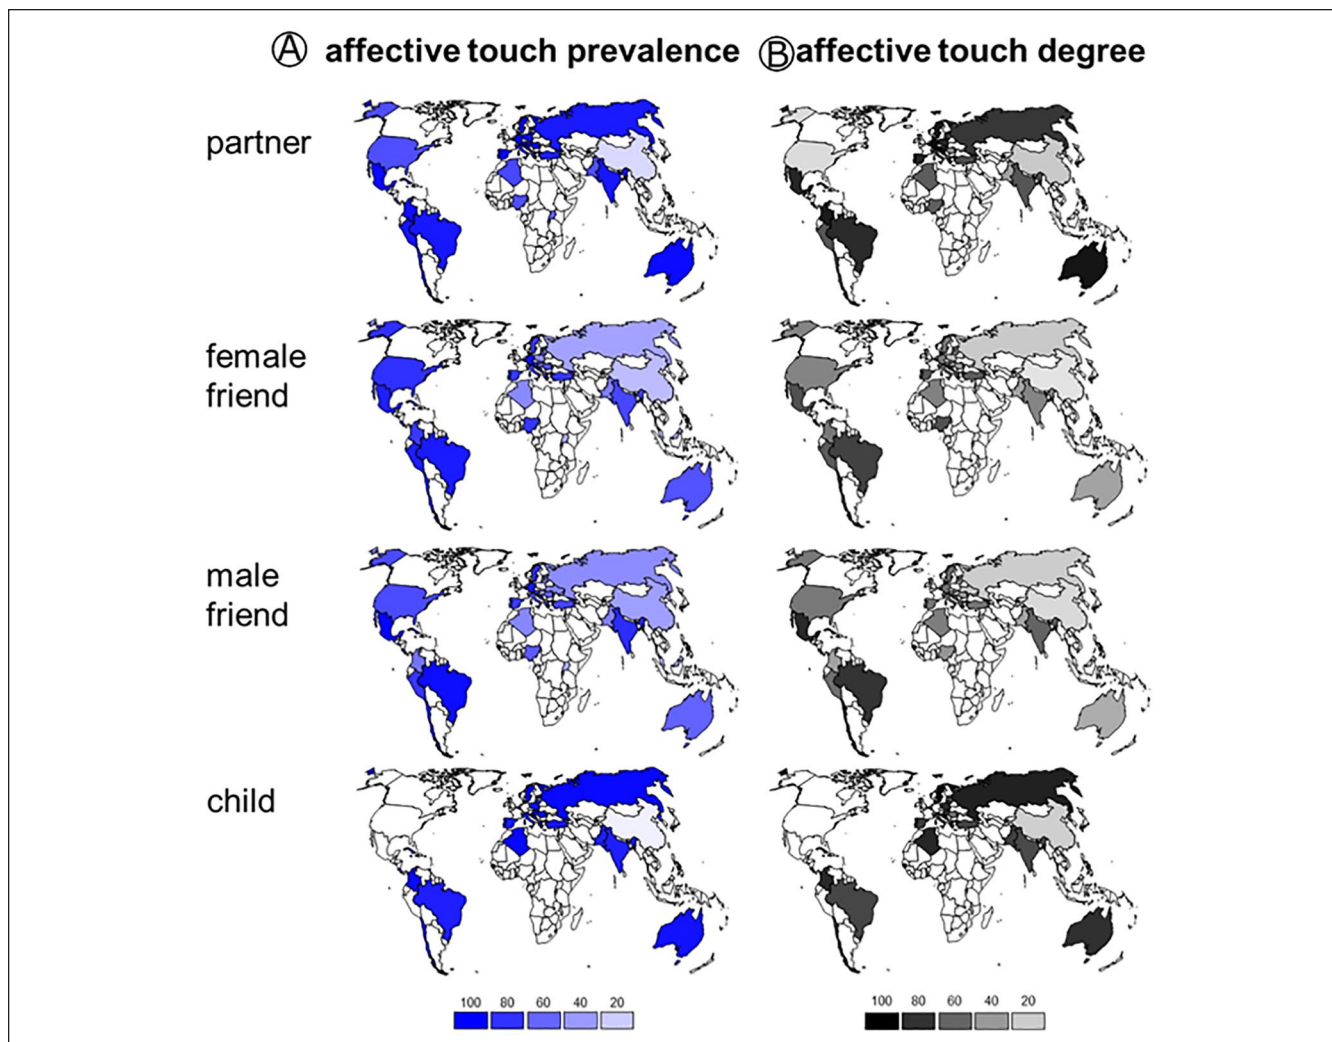 Ⓐ affective touch prevalence Ⓑ affective touch degree
partner
female
friend
male
friend
child
100 80 60 40 20 100 80 60 40 20